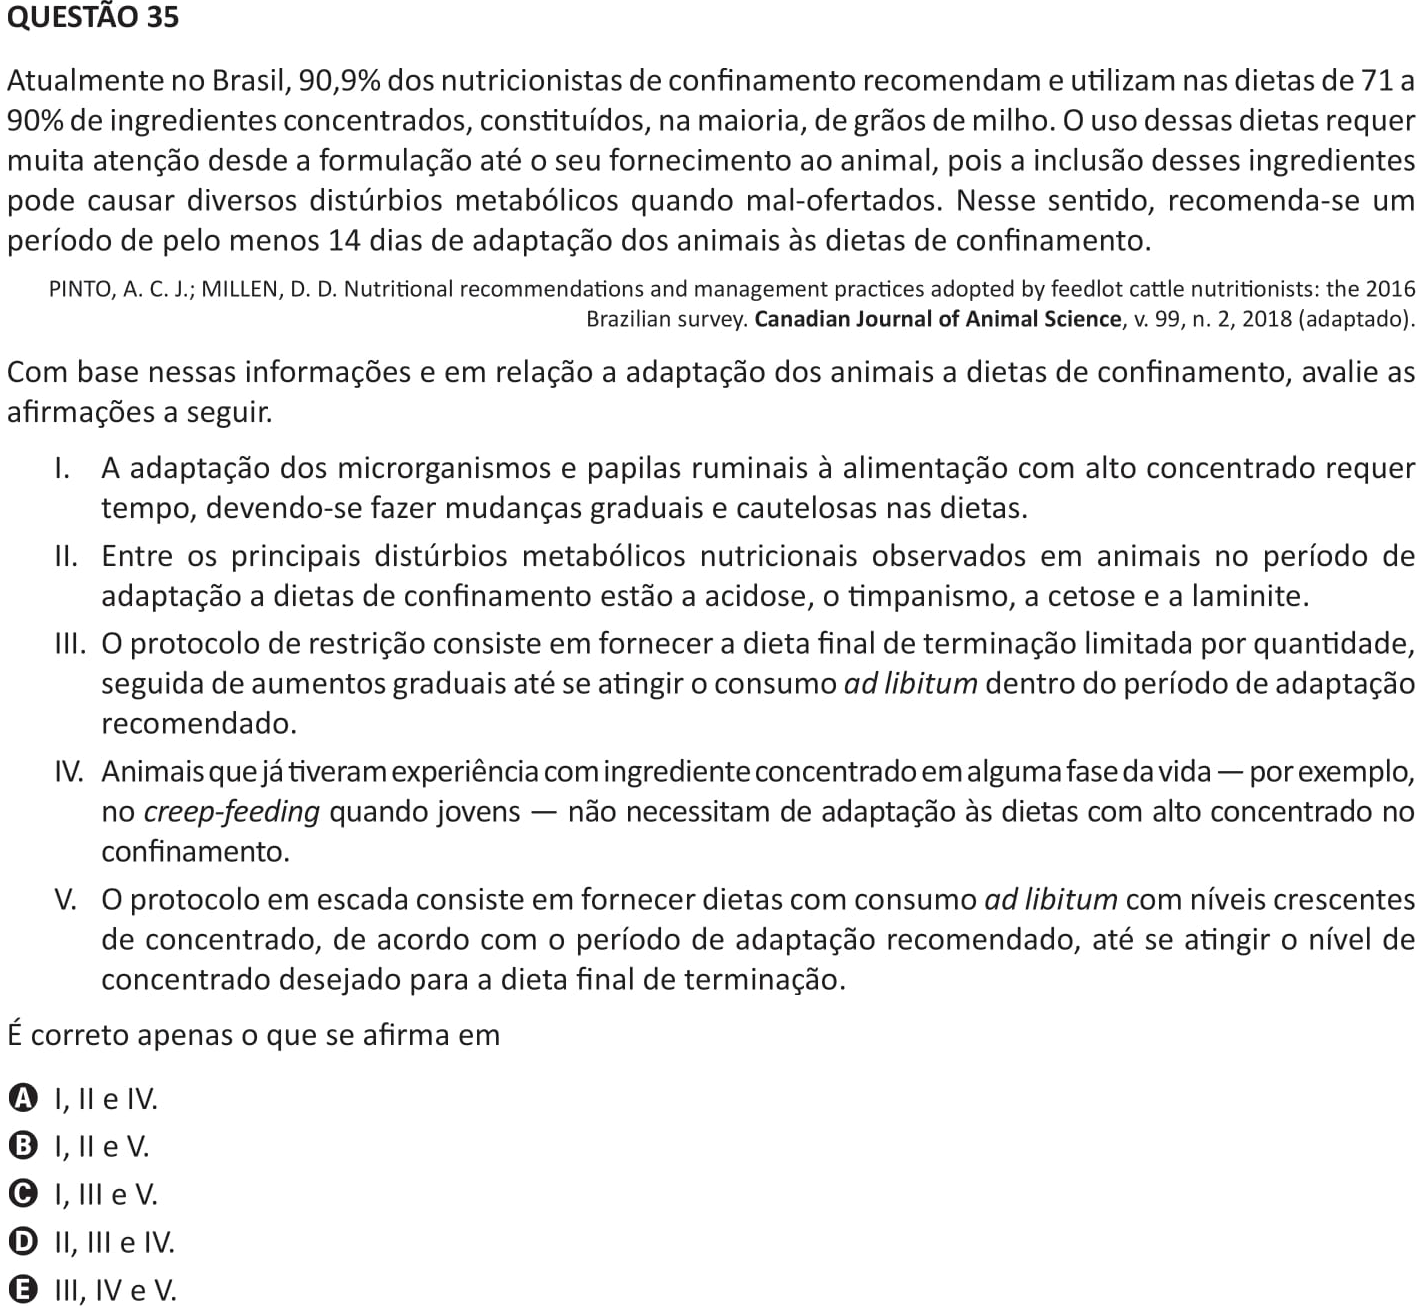 QUESTÃO 35
Atualmente no Brasil, 90,9% dos nutricionistas de confinamento recomendam e utilizam nas dietas de 71 a
90% de ingredientes concentrados, constituídos, na maioria, de grãos de milho. O uso dessas dietas requer
muita atenção desde a formulação até o seu fornecimento ao animal, pois a inclusão desses ingredientes
pode causar diversos distúrbios metabólicos quando mal-ofertados. Nesse sentido, recomenda-se um
período de pelo menos 14 dias de adaptação dos animais às dietas de confinamento.
PINTO, A. C. J.; MILLEN, D. D. Nutritional recommendations and management practices adopted by feedlot cattle nutritionists: the 2016
Brazilian survey. Canadian Journal of Animal Science, v. 99, n. 2, 2018 (adaptado).
Com base nessas informações e em relação a adaptação dos animais a dietas de confinamento, avalie as
afirmações a seguir.
I. A adaptação dos microrganismos e papilas ruminais à alimentação com alto concentrado requer
tempo, devendo-se fazer mudanças graduais e cautelosas nas dietas.
II. Entre os principais distúrbios metabólicos nutricionais observados em animais no período de
adaptação a dietas de confinamento estão a acidose, o timpanismo, a cetose e a laminite.
III. O protocolo de restrição consiste em fornecer a dieta final de terminação limitada por quantidade,
seguida de aumentos graduais até se atingir o consumo ad libitum dentro do período de adaptação
recomendado.
IV. Animais que já tiveram experiência com ingrediente concentrado em alguma fase da vida — por exemplo,
no creep-feeding quando jovens — não necessitam de adaptação às dietas com alto concentrado no
confinamento.
V. O protocolo em escada consiste em fornecer dietas com consumo ad libitum com níveis crescentes
de concentrado, de acordo com o período de adaptação recomendado, até se atingir o nível de
concentrado desejado para a dieta final de terminação.
É correto apenas o que se afirma em
A I, II e IV.
B I, II e V.
C I, III e V.
D II, III e IV.
E III, IV e V.